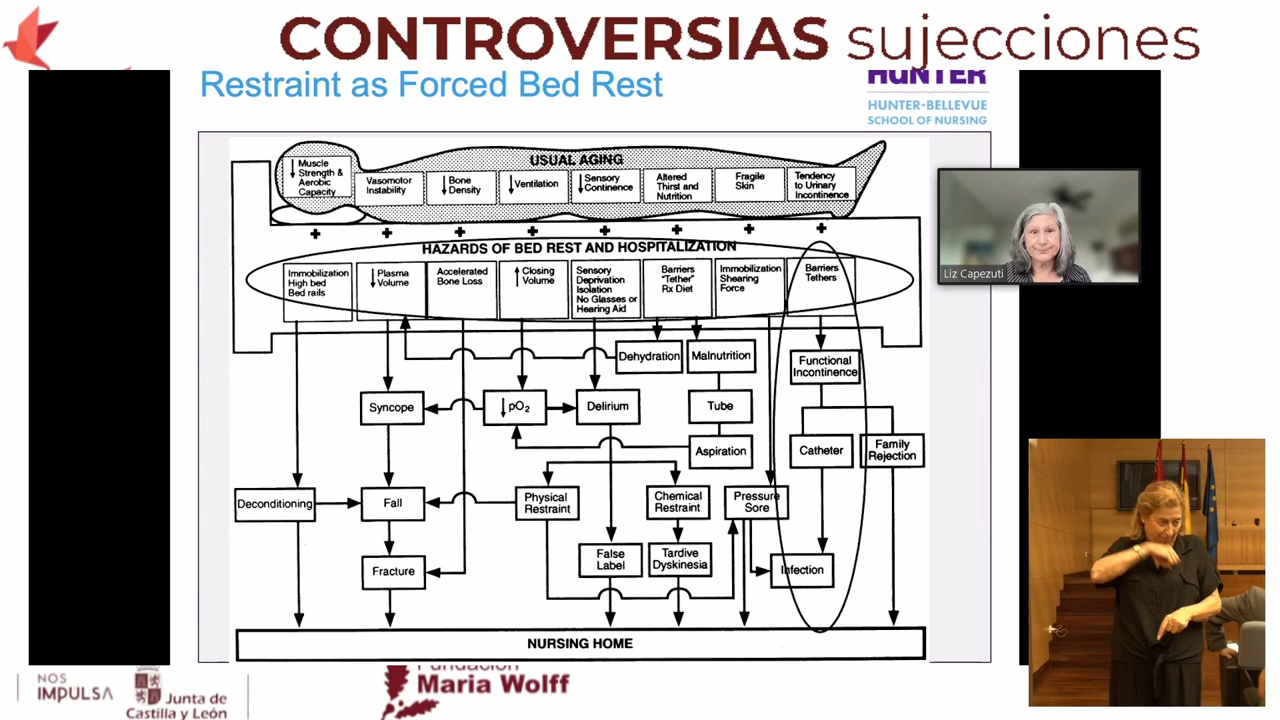 CONTROVERSIAS sujecciones
Restraint as Forced Bed Rest
HUNTER
HUNTER-BELLEVUE
SCHOOL OF NURSING
USUAL AGING
↓ Muscle
Strength &
Aerobic
Capacity
Vasomotor
Instability
↓ Bone
Density
↓ Ventilation
↓ Sensory
Continence
Altered
Thirst and
Nutrition
Fragile
Skin
Tendency
to Urinary
Incontinence
+ + + + + + + +
HAZARDS OF BED REST AND HOSPITALIZATION
Immobilization
High bed
Bed rails
↓ Plasma
Volume
Accelerated
Bone Loss
↑ Closing
Volume
Sensory
Deprivation
Isolation
No Glasses or
Hearing Aid
Barriers
"Tether"
Rx Diet
Immobilization
Shearing
Force
Barriers
Tethers
Liz Capezuti
Dehydration
Malnutrition
Functional
Incontinence
Syncope
↓ pO₂
Delirium
Tube
Aspiration
Catheter
Family
Rejection
Deconditioning
Fall
Physical
Restraint
Chemical
Restraint
Pressure
Sore
Fracture
False
Label
Tardive
Dyskinesia
Infection
NURSING HOME
NOS
IMPULSA
Junta de
Castilla y León
Fundación
Maria Wolff